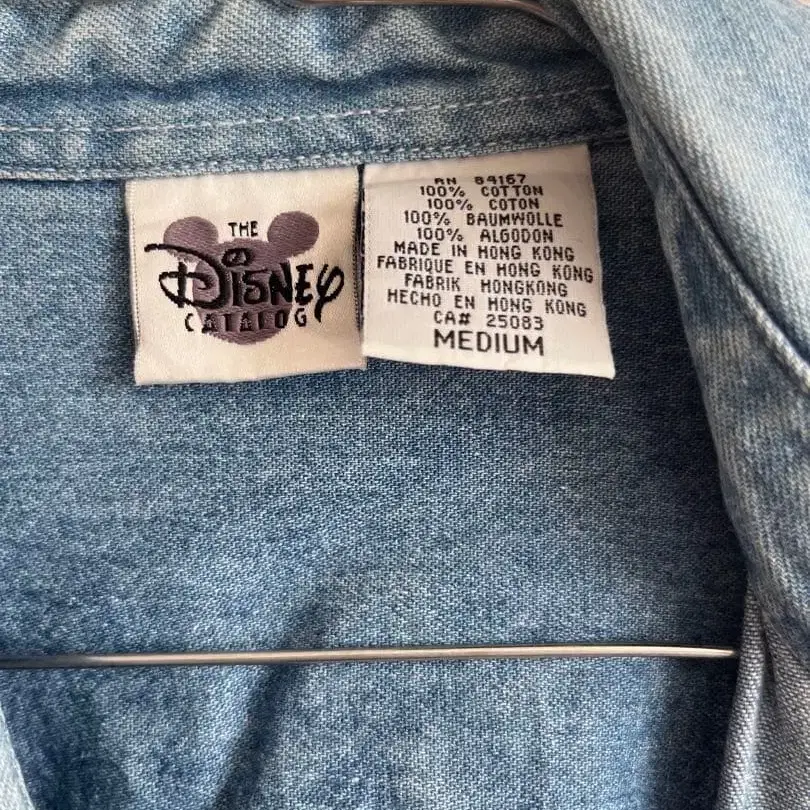 THE
DISNEY
CATALOG
RN 84167
100% COTTON
100% COTON
100% BAUMWOLLE
100% ALGODON
MADE IN HONG KONG
FABRIQUE EN HONG KONG
FABRIK HONGKONG
HECHO EN HONG KONG
CA# 25083
MEDIUM